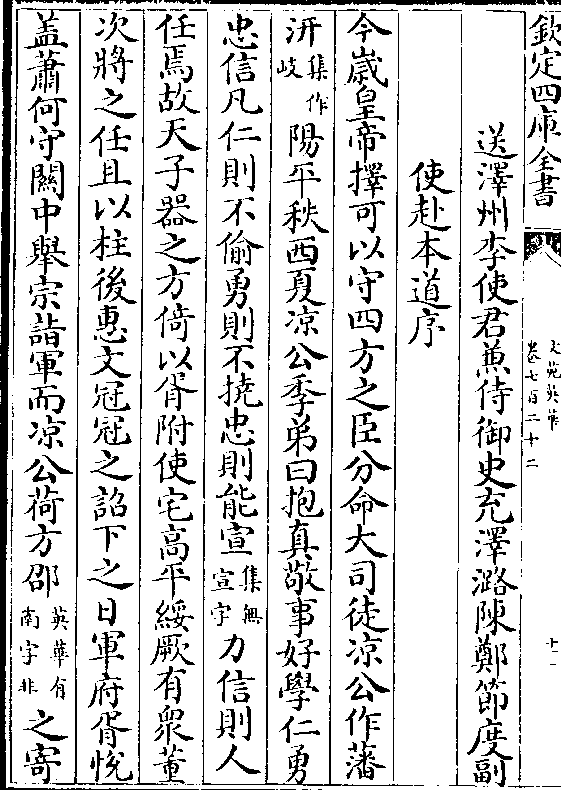 欽定四庫全書
文苑英華
卷七百二十二
十一
送澤州李使君兼侍御史充澤潞陳鄭節度副
使赴本道序
今歲皇帝擇可以守四方之臣分命大司徒涼公作藩
汧集作岐陽平秩西夏凉公季弟曰抱真敬事好學仁勇
忠信凡仁則不偷勇則不撓忠則能宣集無宣字力信則人
任焉故天子器之方倚以胥附使宅高平綏厥有衆董
次將之任且以柱後惠文冠冠之詔下之日軍府胥悅
盖蕭何守關中舉宗詣軍而凉公荷方邵英華有南字非之寄